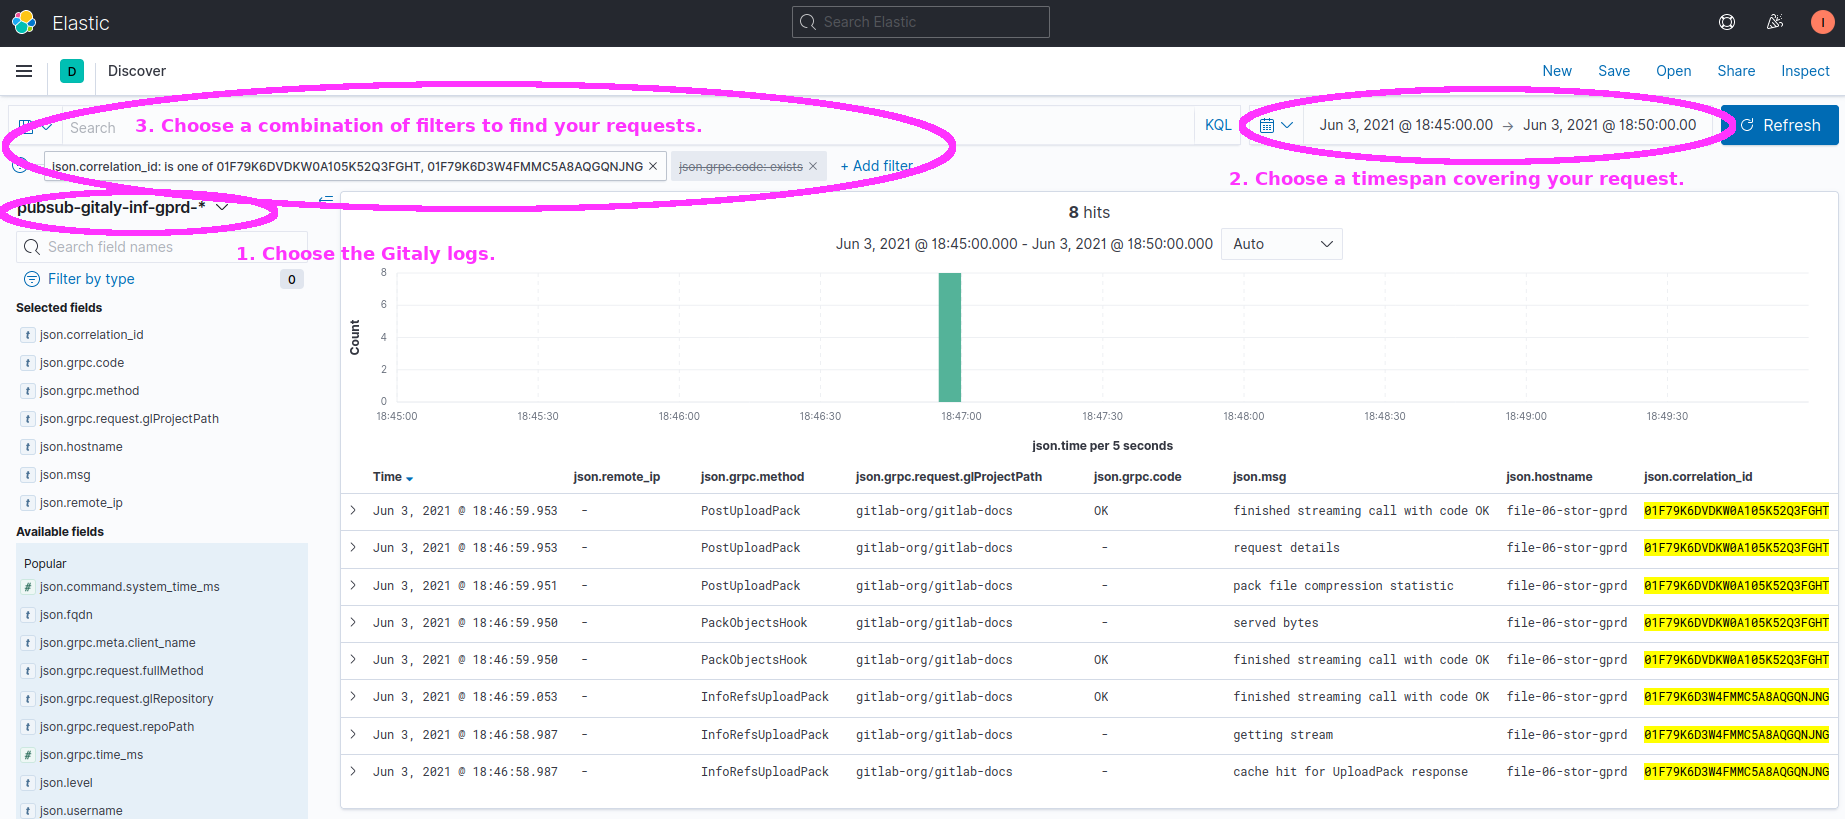 Elastic
Search Elastic
I
D
Discover
New Save Open Share Inspect
Search
3. Choose a combination of filters to find your requests.
KQL
Jun 3, 2021 @ 18:45:00.00 → Jun 3, 2021 @ 18:50:00.00
Refresh
json.correlation_id: is one of 01F79K6DVDKW0A105K52Q3FGHT, 01F79K6D3W4FMMC5A8AQGQNJNG ×
json.grpc.code: exists ×
+ Add filter
2. Choose a timespan covering your request.
pubsub-gitaly-inf-gprd-*
Search field names
1. Choose the Gitaly logs.
Filter by type 0
Selected fields
t json.correlation_id
t json.grpc.code
t json.grpc.method
t json.grpc.request.glProjectPath
t json.hostname
t json.msg
t json.remote_ip
Available fields
Popular
# json.command.system_time_ms
t json.fqdn
t json.grpc.meta.client_name
t json.grpc.request.fullMethod
t json.grpc.request.glRepository
t json.grpc.request.repoPath
# json.grpc.time_ms
t json.level
t json.username
8 hits
Jun 3, 2021 @ 18:45:00.000 - Jun 3, 2021 @ 18:50:00.000 Auto
Count
8
6
4
2
0
18:45:00 18:45:30 18:46:00 18:46:30 18:47:00 18:47:30 18:48:00 18:48:30 18:49:00 18:49:30
json.time per 5 seconds
Time json.remote_ip json.grpc.method json.grpc.request.glProjectPath json.grpc.code json.msg json.hostname json.correlation_id
Jun 3, 2021 @ 18:46:59.953 - PostUploadPack gitlab-org/gitlab-docs OK finished streaming call with code OK file-06-stor-gprd 01F79K6DVDKW0A105K52Q3FGHT
Jun 3, 2021 @ 18:46:59.953 - PostUploadPack gitlab-org/gitlab-docs - request details file-06-stor-gprd 01F79K6DVDKW0A105K52Q3FGHT
Jun 3, 2021 @ 18:46:59.951 - PostUploadPack gitlab-org/gitlab-docs - pack file compression statistic file-06-stor-gprd 01F79K6DVDKW0A105K52Q3FGHT
Jun 3, 2021 @ 18:46:59.950 - PackObjectsHook gitlab-org/gitlab-docs - served bytes file-06-stor-gprd 01F79K6DVDKW0A105K52Q3FGHT
Jun 3, 2021 @ 18:46:59.950 - PackObjectsHook gitlab-org/gitlab-docs OK finished streaming call with code OK file-06-stor-gprd 01F79K6DVDKW0A105K52Q3FGHT
Jun 3, 2021 @ 18:46:59.053 - InfoRefsUploadPack gitlab-org/gitlab-docs OK finished streaming call with code OK file-06-stor-gprd 01F79K6D3W4FMMC5A8AQGQNJNG
Jun 3, 2021 @ 18:46:58.987 - InfoRefsUploadPack gitlab-org/gitlab-docs - getting stream file-06-stor-gprd 01F79K6D3W4FMMC5A8AQGQNJNG
Jun 3, 2021 @ 18:46:58.987 - InfoRefsUploadPack gitlab-org/gitlab-docs - cache hit for UploadPack response file-06-stor-gprd 01F79K6D3W4FMMC5A8AQGQNJNG